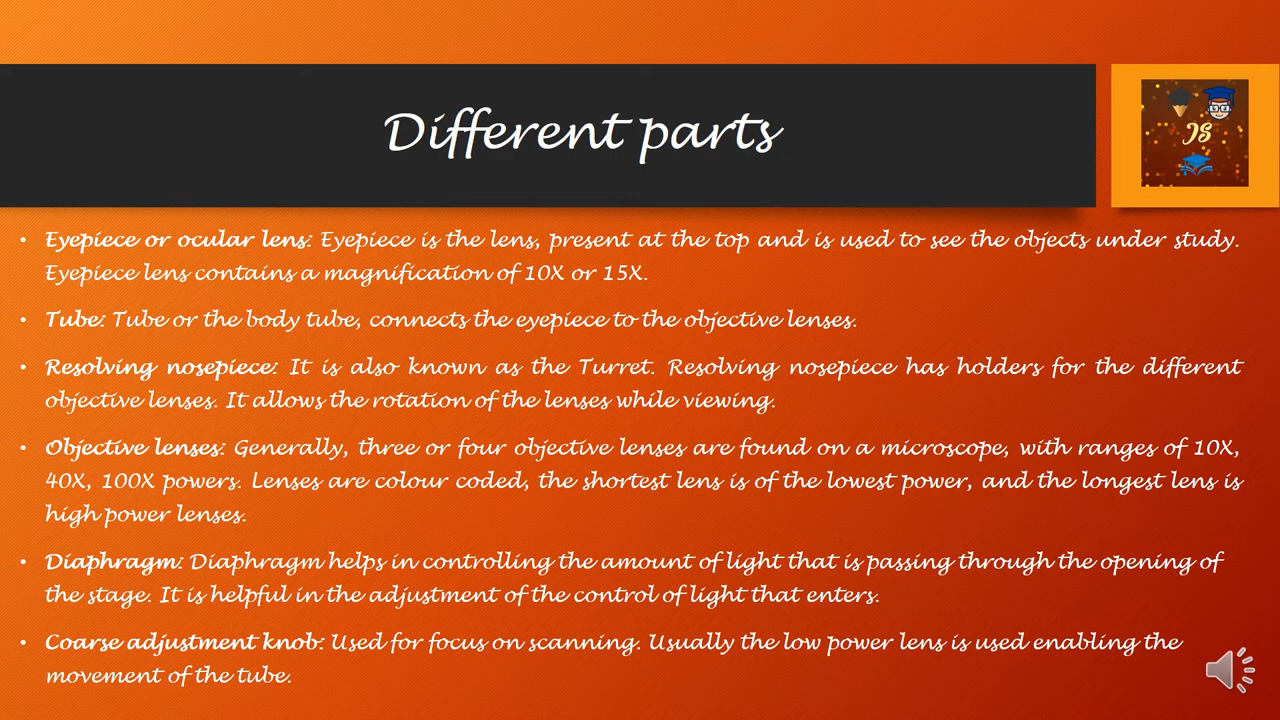 Different parts
JS
• Eyepiece or ocular lens: Eyepiece is the lens, present at the top and is used to see the objects under study.
Eyepiece lens contains a magnification of 10X or 15X.
• Tube: Tube or the body tube, connects the eyepiece to the objective lenses.
• Resolving nosepiece: It is also known as the Turret. Resolving nosepiece has holders for the different
objective lenses. It allows the rotation of the lenses while viewing.
• Objective lenses: Generally, three or four objective lenses are found on a microscope, with ranges of 10X,
40X, 100X powers. Lenses are colour coded, the shortest lens is of the lowest power, and the longest lens is
high power lenses.
• Diaphragm: Diaphragm helps in controlling the amount of light that is passing through the opening of
the stage. It is helpful in the adjustment of the control of light that enters.
• Coarse adjustment knob: Used for focus on scanning. Usually the low power lens is used enabling the
movement of the tube.